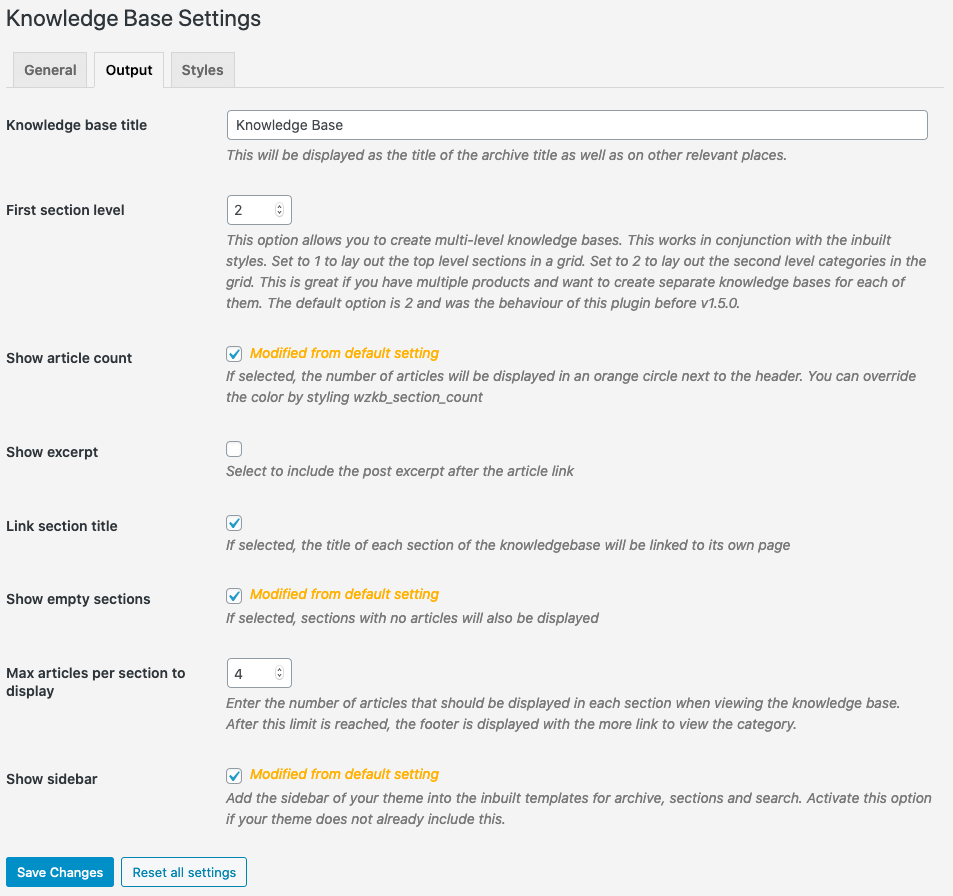 Knowledge Base Settings
General
Output
Styles
Knowledge base title
Knowledge Base
This will be displayed as the title of the archive title as well as on other relevant places.
First section level
2
This option allows you to create multi-level knowledge bases. This works in conjunction with the inbuilt
styles. Set to 1 to lay out the top level sections in a grid. Set to 2 to lay out the second level categories in the
grid. This is great if you have multiple products and want to create separate knowledge bases for each of
them. The default option is 2 and was the behaviour of this plugin before v1.5.0.
Show article count
Modified from default setting
If selected, the number of articles will be displayed in an orange circle next to the header. You can override
the color by styling wzkb_section_count
Show excerpt
Select to include the post excerpt after the article link
Link section title
If selected, the title of each section of the knowledgebase will be linked to its own page
Show empty sections
Modified from default setting
If selected, sections with no articles will also be displayed
Max articles per section to
display
4
Enter the number of articles that should be displayed in each section when viewing the knowledge base.
After this limit is reached, the footer is displayed with the more link to view the category.
Show sidebar
Modified from default setting
Add the sidebar of your theme into the inbuilt templates for archive, sections and search. Activate this option
if your theme does not already include this.
Save Changes
Reset all settings